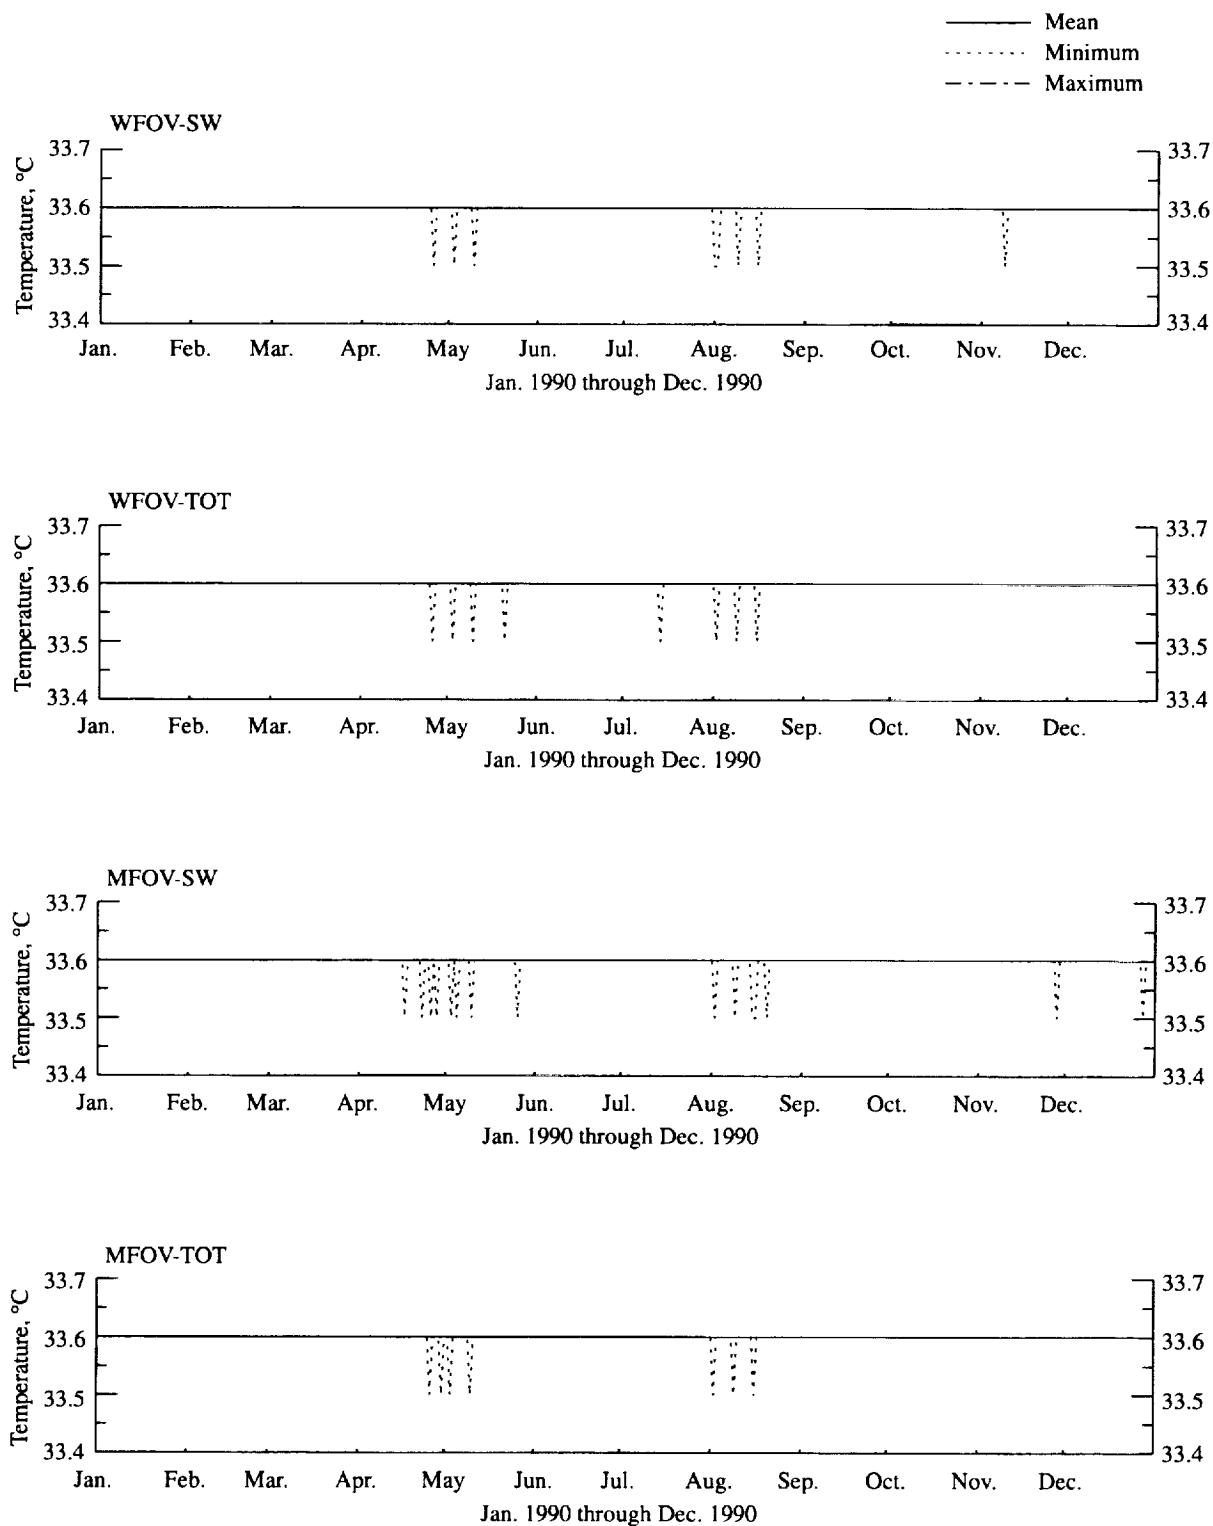 Mean
Minimum
Maximum
WFOV-SW
33.7 33.7
33.6 33.6
33.5 33.5
33.4 33.4
Temperature, °C
Jan. Feb. Mar. Apr. May Jun. Jul. Aug. Sep. Oct. Nov. Dec.
Jan. 1990 through Dec. 1990
WFOV-TOT
33.7 33.7
33.6 33.6
33.5 33.5
33.4 33.4
Temperature, °C
Jan. Feb. Mar. Apr. May Jun. Jul. Aug. Sep. Oct. Nov. Dec.
Jan. 1990 through Dec. 1990
MFOV-SW
33.7 33.7
33.6 33.6
33.5 33.5
33.4 33.4
Temperature, °C
Jan. Feb. Mar. Apr. May Jun. Jul. Aug. Sep. Oct. Nov. Dec.
Jan. 1990 through Dec. 1990
MFOV-TOT
33.7 33.7
33.6 33.6
33.5 33.5
33.4 33.4
Temperature, °C
Jan. Feb. Mar. Apr. May Jun. Jul. Aug. Sep. Oct. Nov. Dec.
Jan. 1990 through Dec. 1990